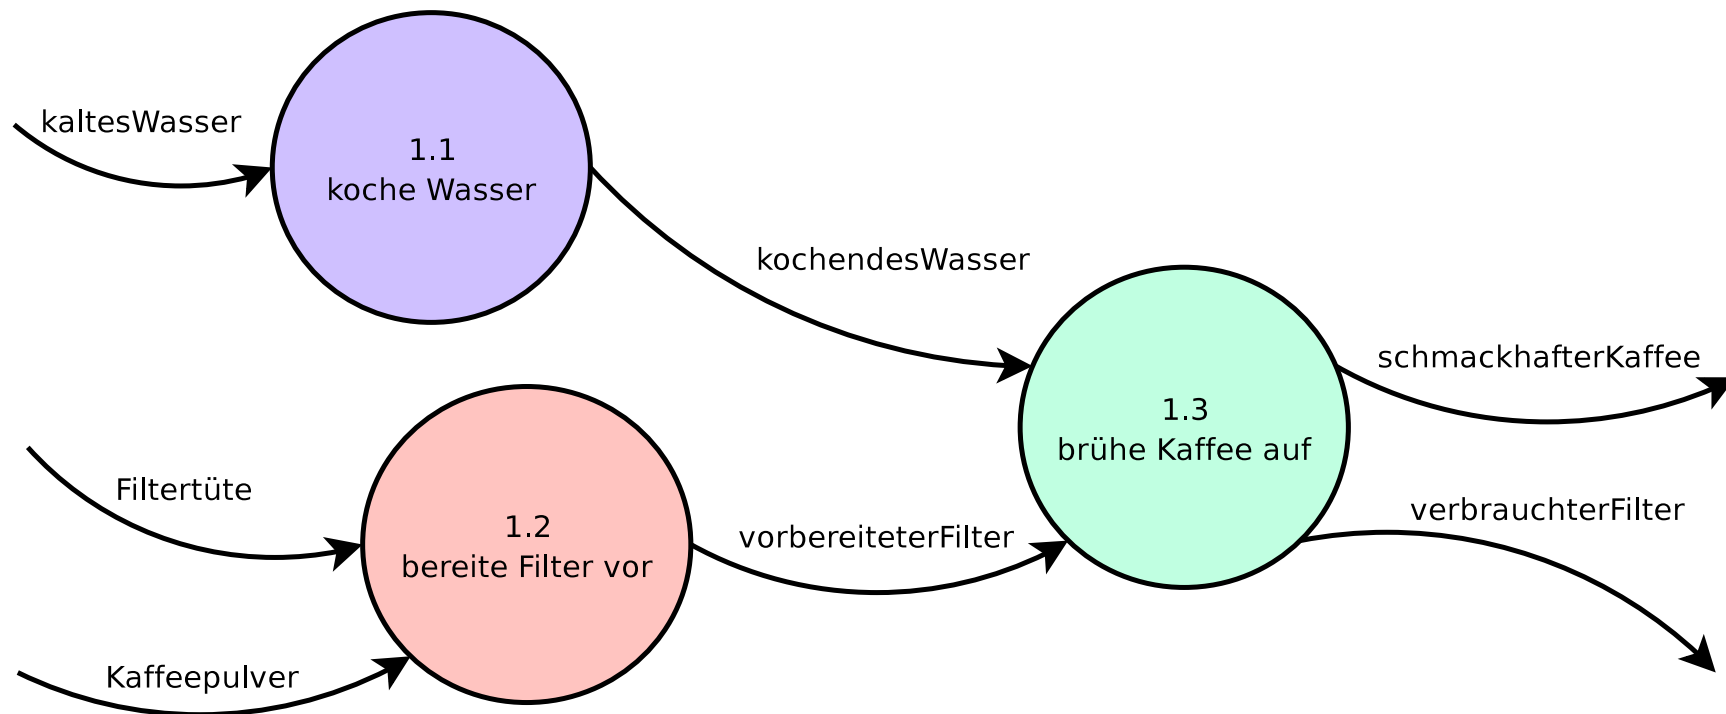 kaltesWasser
1.1
koche Wasser
kochendesWasser
schmackhafterKaffee
1.3
brühe Kaffee auf
Filtertüte
verbrauchterFilter
1.2
bereite Filter vor
vorbereiteterFilter
Kaffeepulver